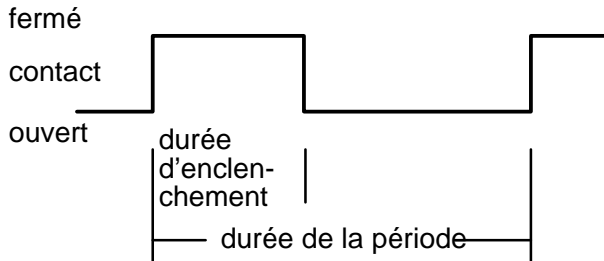 fermé
contact
ouvert
durée
d'enclen-
chement
durée de la période